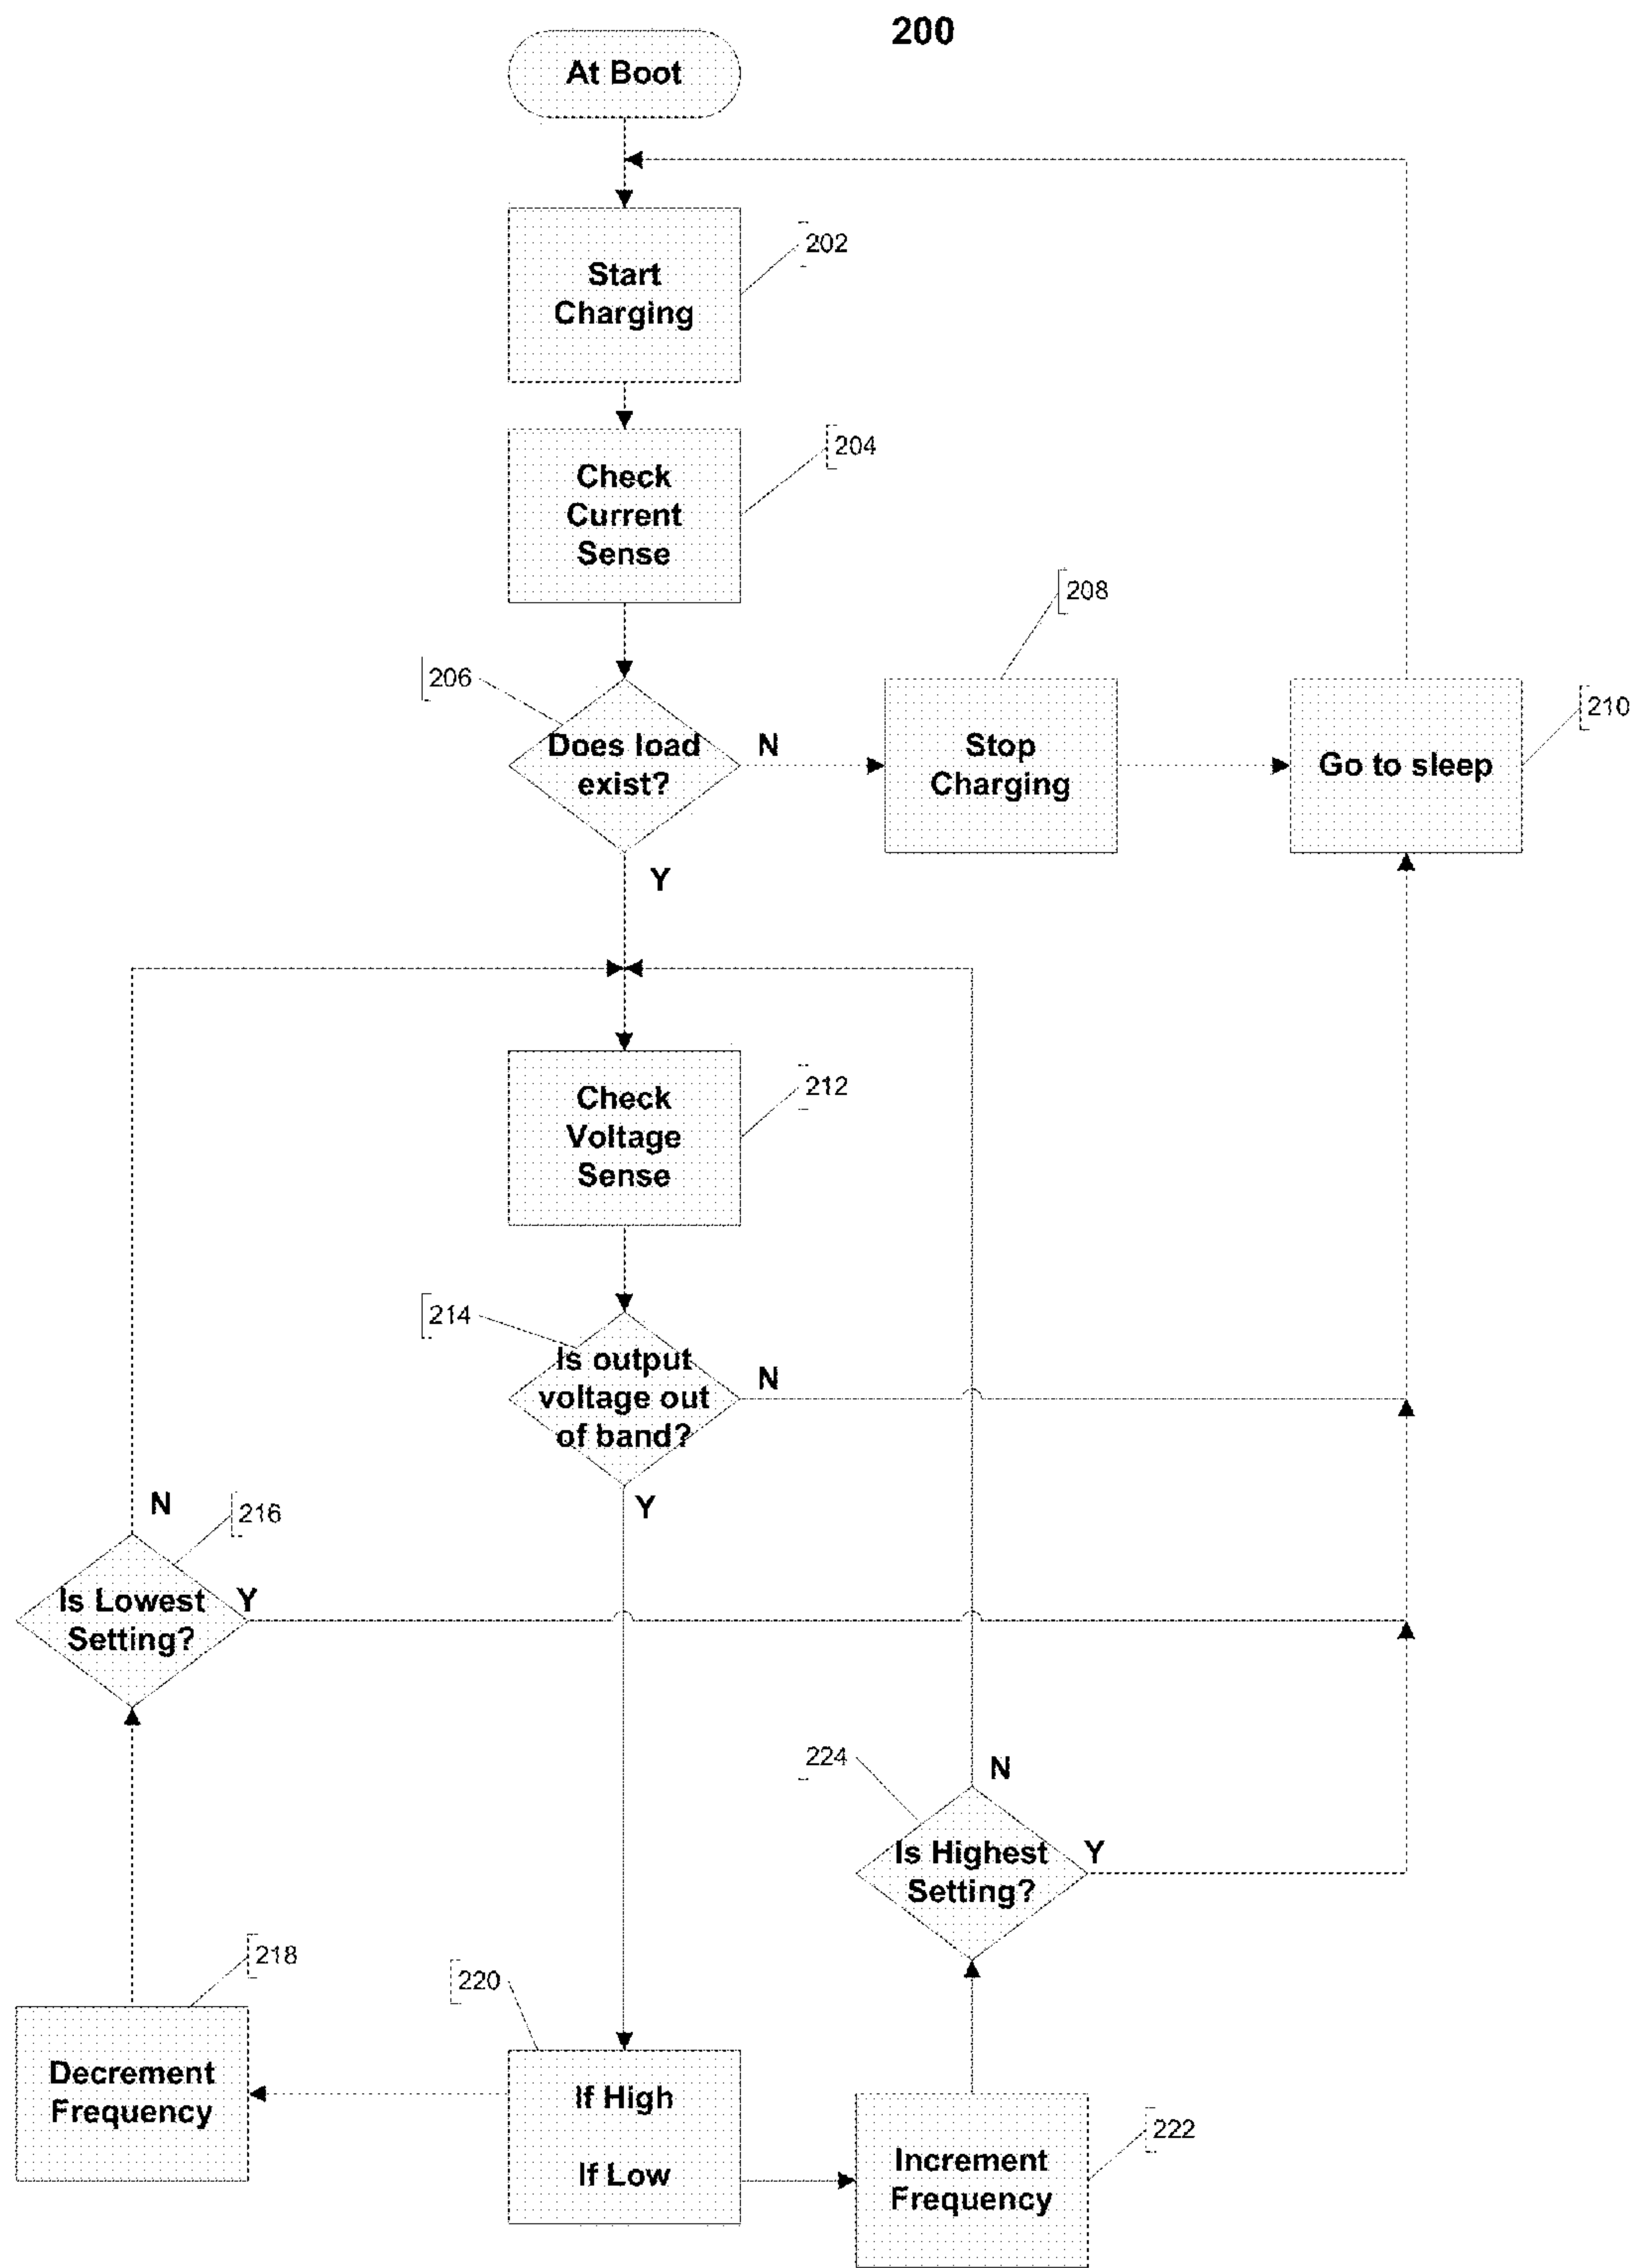 200
At Boot
202
Start
Charging
204
Check
Current
Sense
206
208
210
Does load
exist?
N
Stop
Charging
Go to sleep
Y
212
Check
Voltage
Sense
214
Is output
voltage out
of band?
N
Y
N
216
Is Lowest
Setting?
Y
224
N
Is Highest
Setting?
Y
218
220
Decrement
Frequency
If High
If Low
222
Increment
Frequency